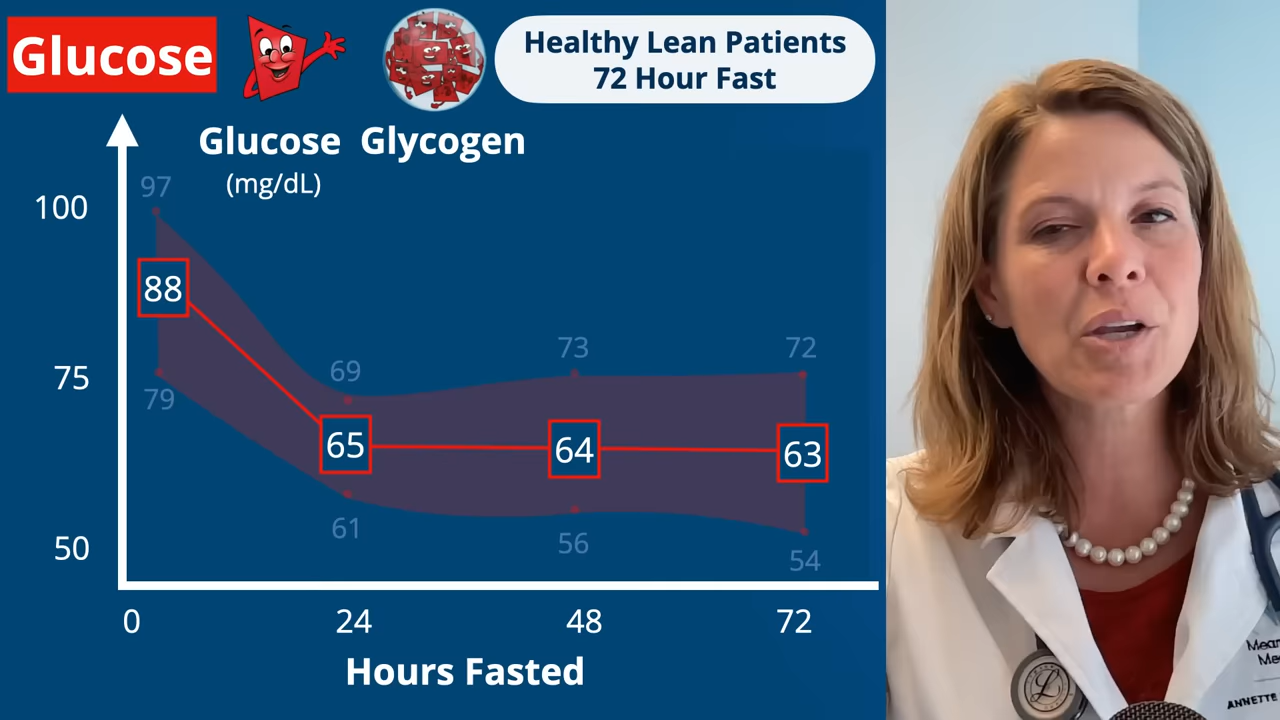 Glucose
Healthy Lean Patients
72 Hour Fast
Glucose Glycogen
(mg/dL)
100
75
50
97
88
79
69
65
61
73
64
56
72
63
54
0 24 48 72
Hours Fasted
ANNETTE